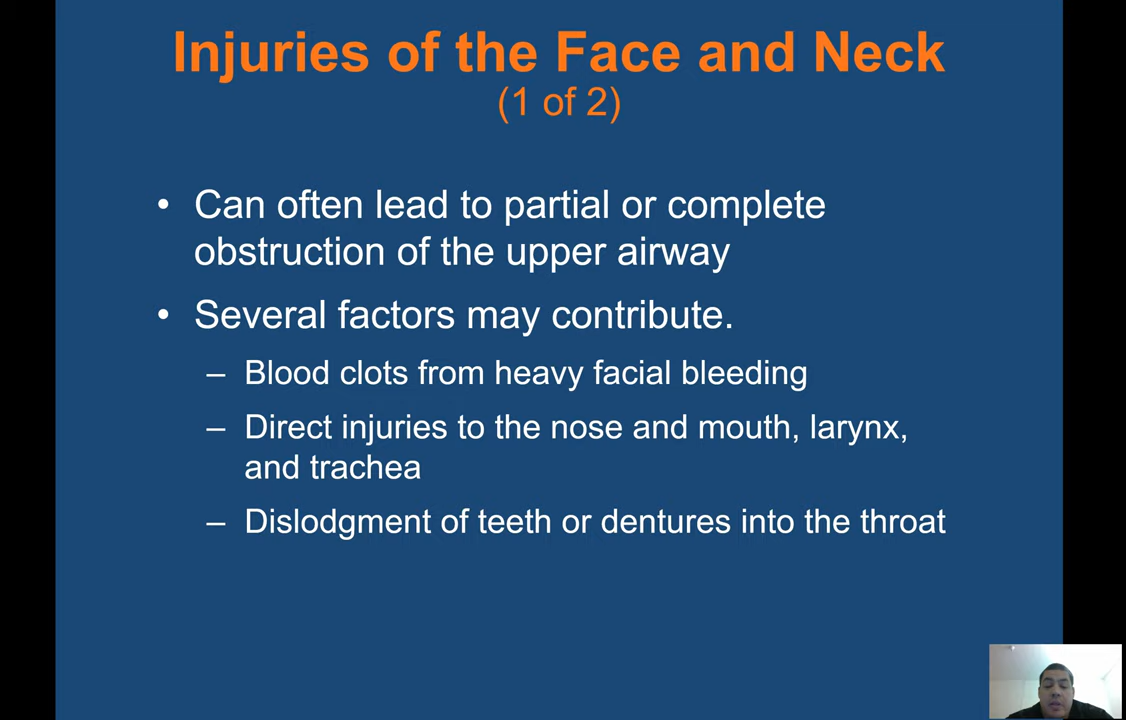 Injuries of the Face and Neck
(1 of 2)
• Can often lead to partial or complete
obstruction of the upper airway
• Several factors may contribute.
– Blood clots from heavy facial bleeding
– Direct injuries to the nose and mouth, larynx,
and trachea
– Dislodgment of teeth or dentures into the throat